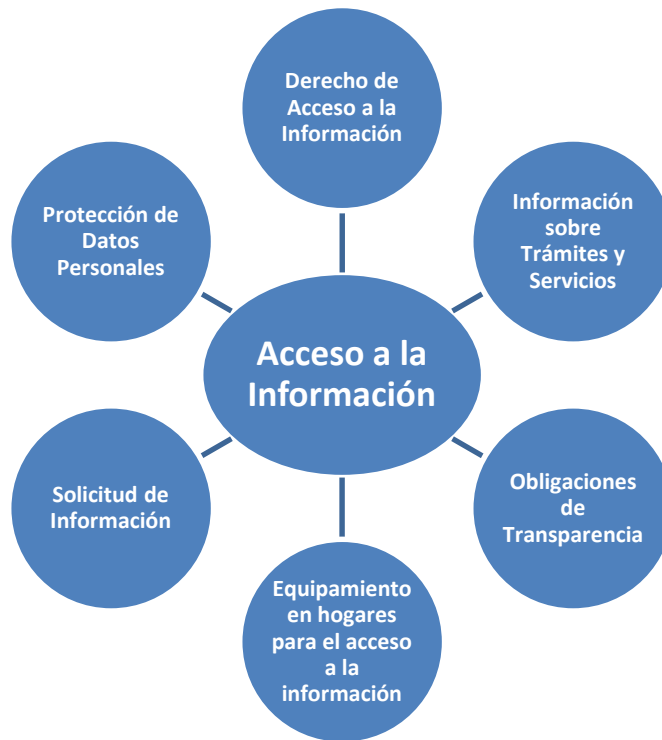 Derecho de
Acceso a la
Información
Protección de
Datos
Personales
Información
sobre
Trámites y
Servicios
Acceso a la
Información
Solicitud de
Información
Obligaciones
de
Transparencia
Equipamiento
en hogares
para el acceso
a la
información